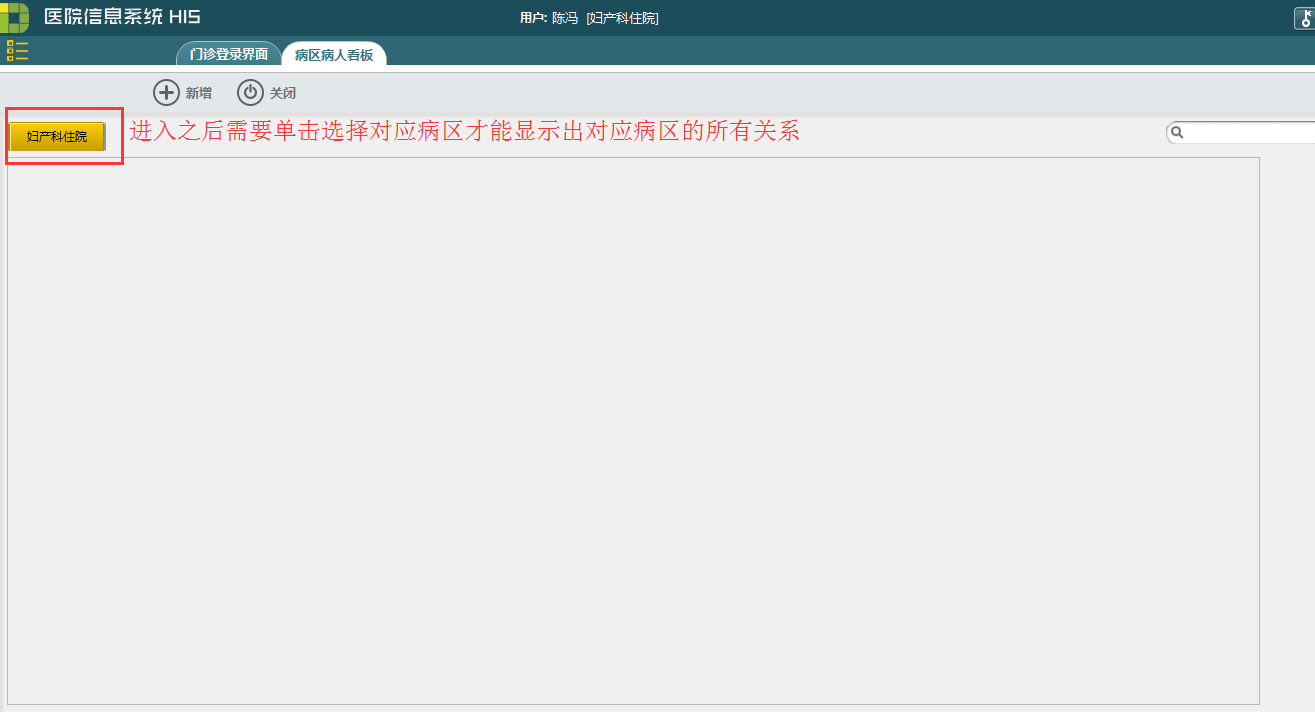 医院信息系统 HIS
用户: 陈冯 [妇产科住院]
门诊登录界面
病区病人看板
新增
关闭
妇产科住院
进入之后需要单击选择对应病区才能显示出对应病区的所有关系